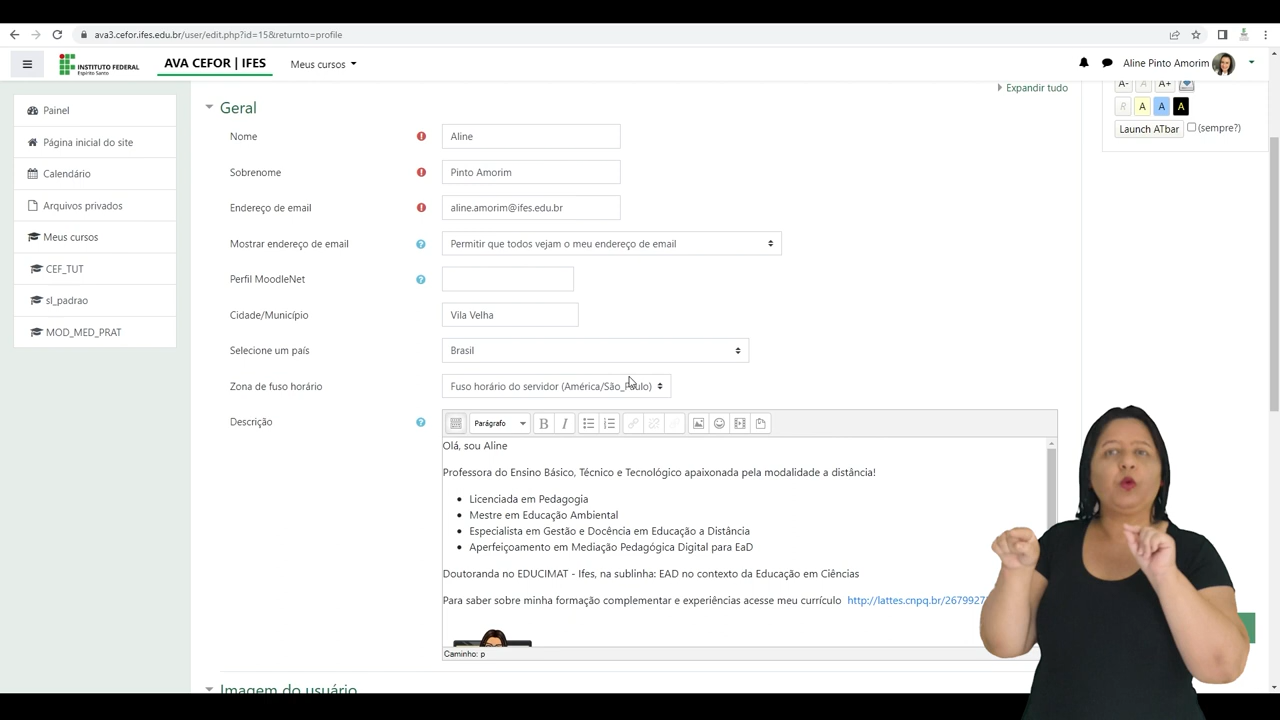 ava3.cefor.ifes.edu.br/user/edit.php?id=15&returnto=profile
INSTITUTO FEDERAL
Espírito Santo
AVA CEFOR | IFES
Meus cursos
Aline Pinto Amorim
Painel
Página inicial do site
Calendário
Arquivos privados
Meus cursos
CEF_TUT
sl_padrao
MOD_MED_PRAT
Expandir tudo
Geral
Nome
Aline
Sobrenome
Pinto Amorim
Endereço de email
aline.amorim@ifes.edu.br
Mostrar endereço de email
Permitir que todos vejam o meu endereço de email
Perfil MoodleNet
Cidade/Município
Vila Velha
Selecione um país
Brasil
Zona de fuso horário
Fuso horário do servidor (América/São_Paulo)
Descrição
Parágrafo
B I
Olá, sou Aline
Professora do Ensino Básico, Técnico e Tecnológico apaixonada pela modalidade a distância!
Licenciada em Pedagogia
Mestre em Educação Ambiental
Especialista em Gestão e Docência em Educação a Distância
Aperfeiçoamento em Mediação Pedagógica Digital para EaD
Doutoranda no EDUCIMAT - Ifes, na sublinha: EAD no contexto da Educação em Ciências
Para saber sobre minha formação complementar e experiências acesse meu currículo http://lattes.cnpq.br/267992
Caminho: p
Imagem do usuário
A- A A+
R A A A
Launch ATbar (sempre?)